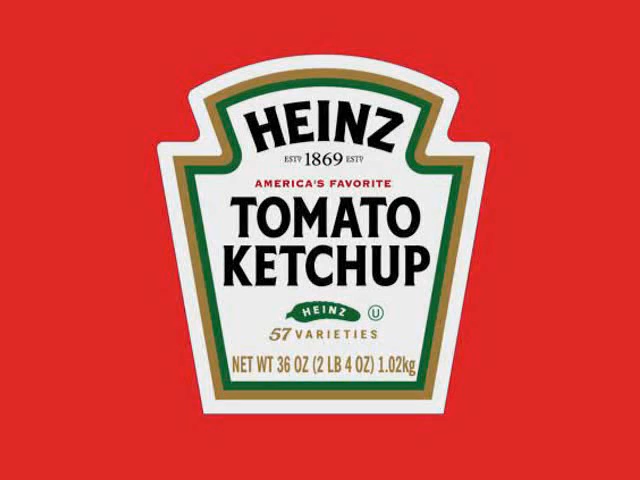 HEINZ
ESTD 1869 ESTD
AMERICA'S FAVORITE
TOMATO
KETCHUP
HEINZ U
57 VARIETIES
NET WT 36 OZ (2 LB 4 OZ) 1.02kg